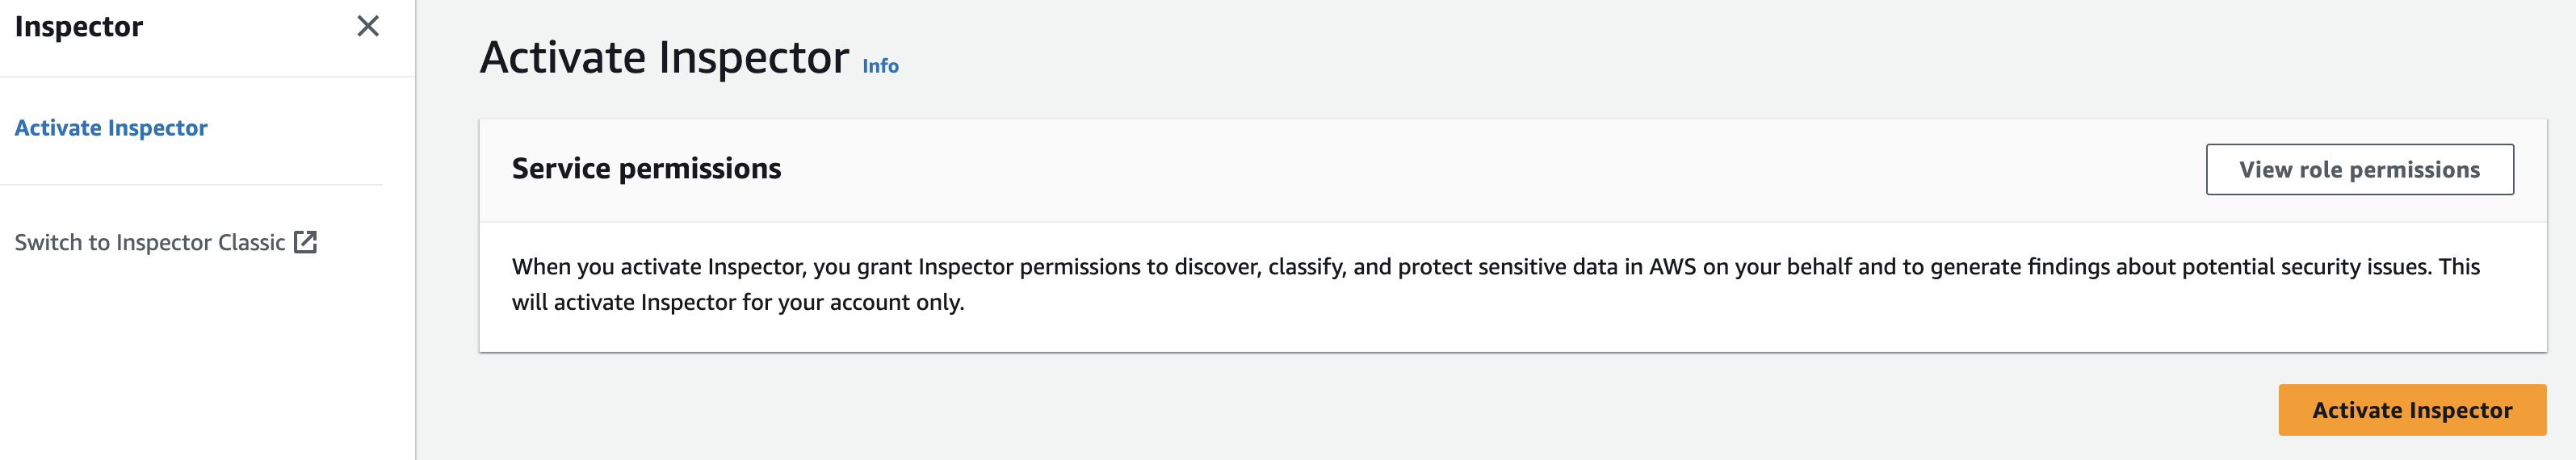 Inspector
Activate Inspector
Switch to Inspector Classic
Activate Inspector Info
Service permissions
View role permissions
When you activate Inspector, you grant Inspector permissions to discover, classify, and protect sensitive data in AWS on your behalf and to generate findings about potential security issues. This
will activate Inspector for your account only.
Activate Inspector